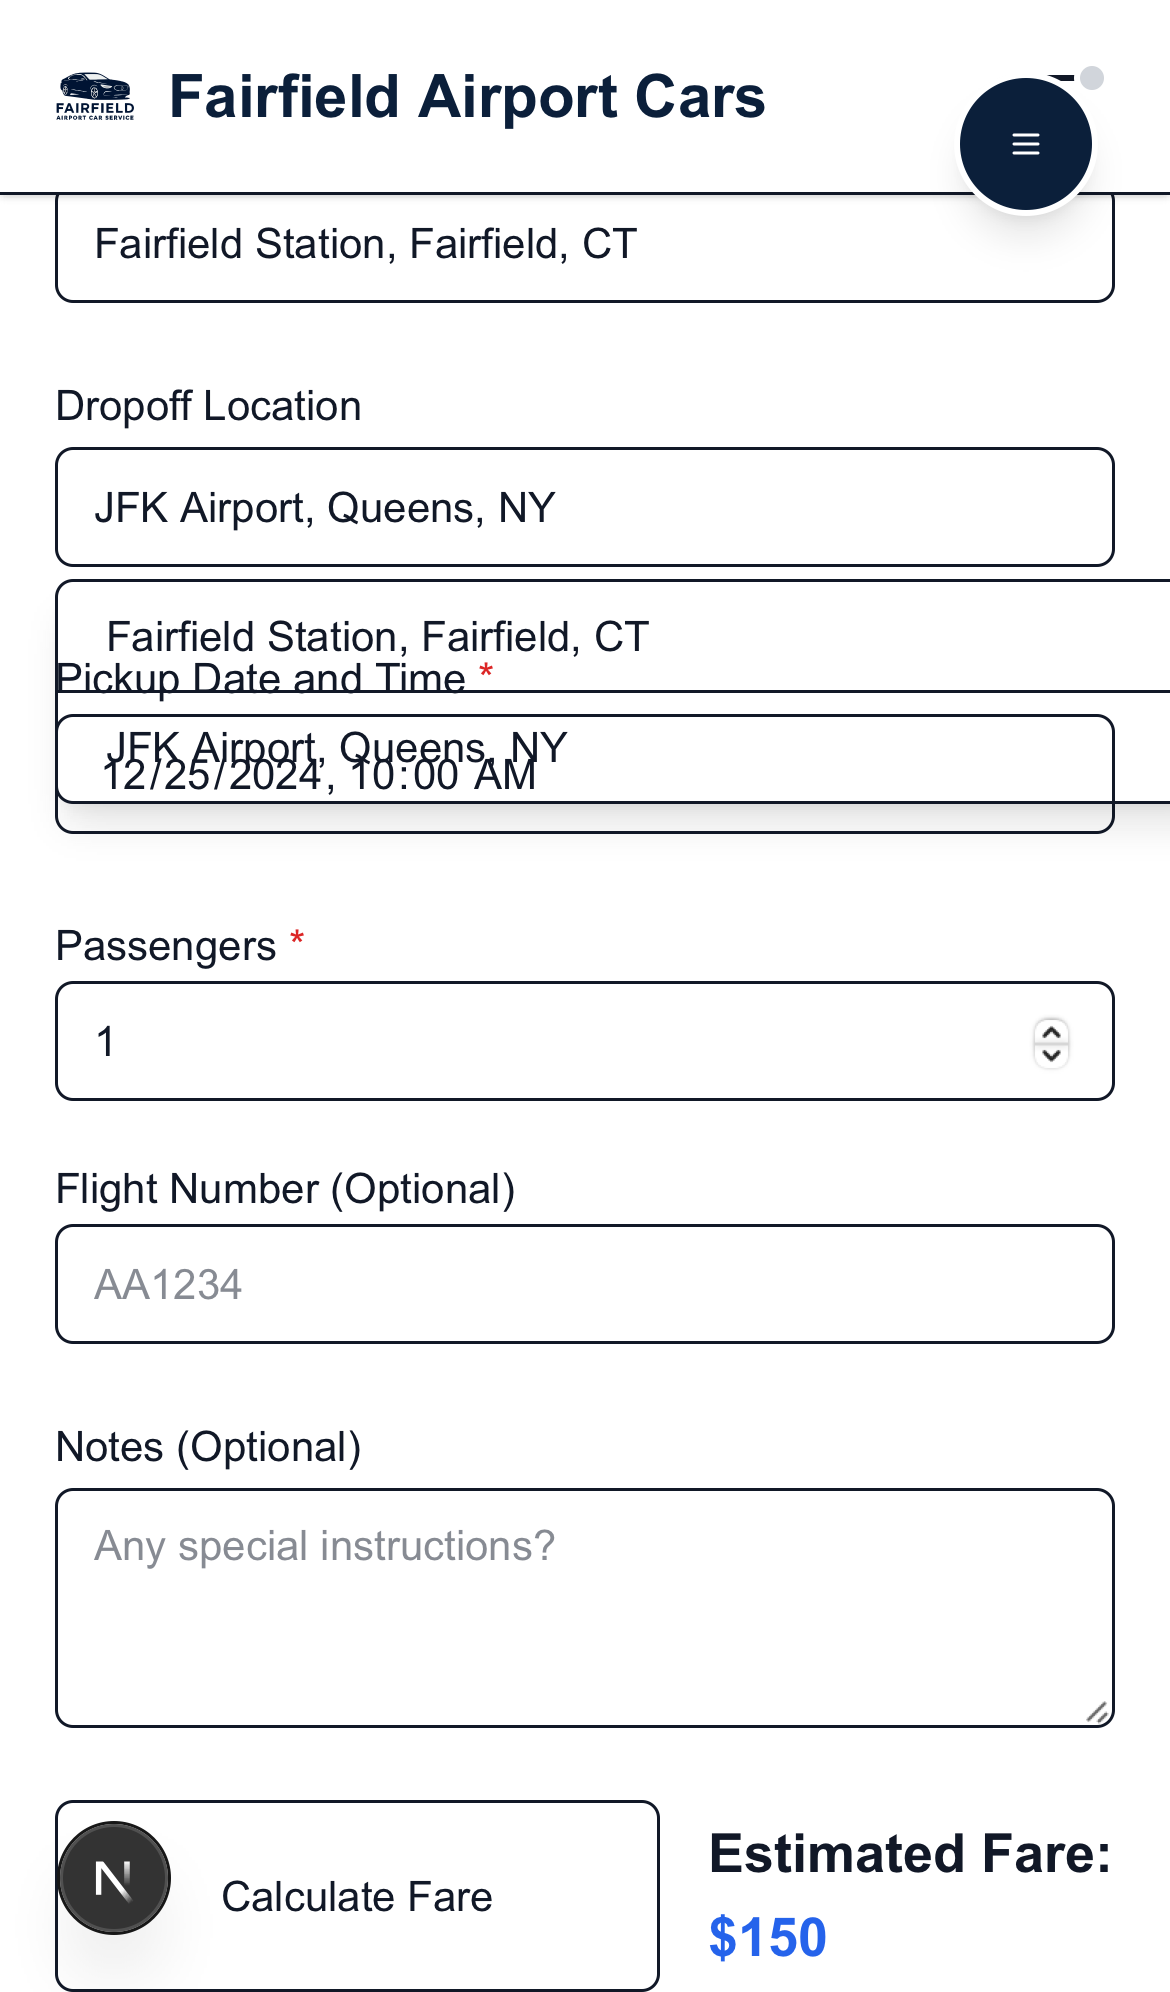 FAIRFIELD
AIRPORT CAR SERVICE
Fairfield Airport Cars
Fairfield Station, Fairfield, CT
Dropoff Location
JFK Airport, Queens, NY
Fairfield Station, Fairfield, CT
Pickup Date and Time *
JFK Airport, Queens, NY
12/25/2024, 10:00 AM
Passengers *
1
Flight Number (Optional)
AA1234
Notes (Optional)
Any special instructions?
N
Calculate Fare
Estimated Fare:
$150